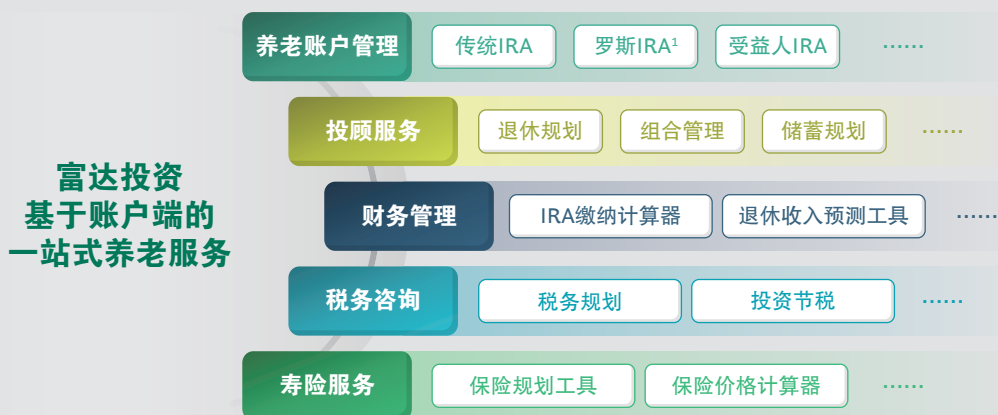 富达投资
基于账户端的
一站式养老服务
养老账户管理 传统IRA 罗斯IRA¹ 受益人IRA ······
投顾服务 退休规划 组合管理 储蓄规划 ······
财务管理 IRA缴纳计算器 退休收入预测工具 ······
税务咨询 税务规划 投资节税 ······
寿险服务 保险规划工具 保险价格计算器 ······